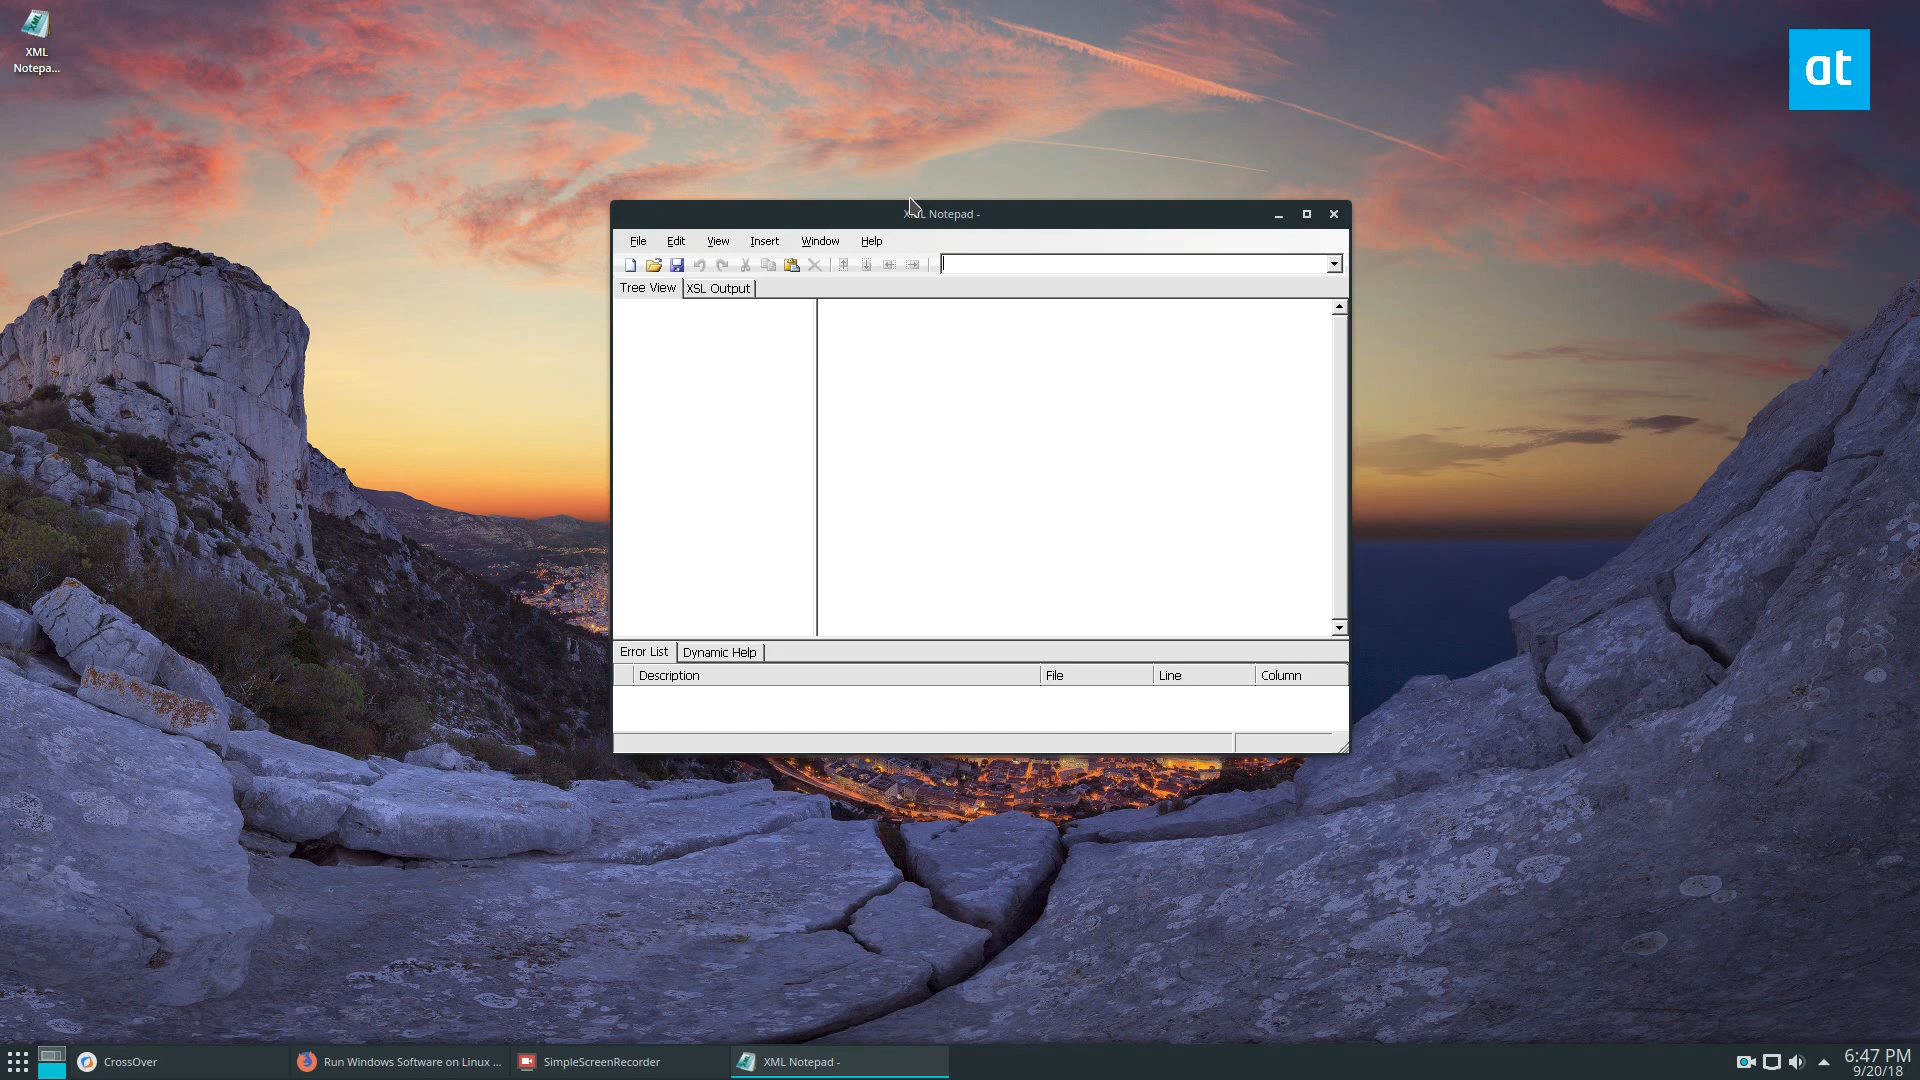 XML
Notepa...
at
XML Notepad -
File Edit View Insert Window Help
Tree View XSL Output
Error List Dynamic Help
Description File Line Column
CrossOver Run Windows Software on Linux ... SimpleScreenRecorder XML Notepad - 6:47 PM
9/20/18